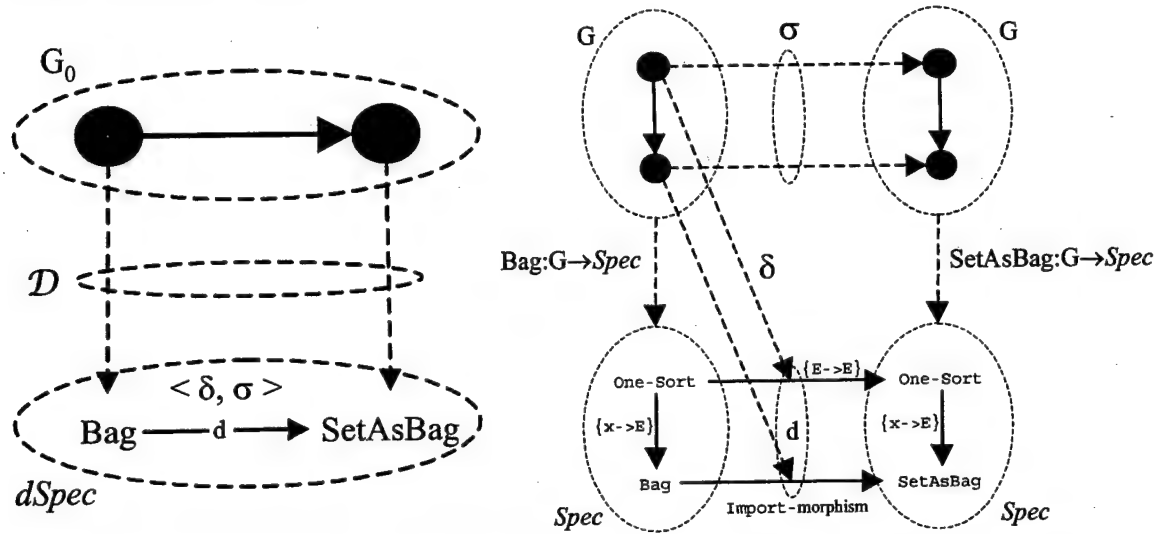 G₀
𝒟
< δ, σ >
Bag d SetAsBag
dSpec
G σ G
Bag:G→Spec
δ
SetAsBag:G→Spec
One-Sort {E->E} One-Sort
{x->E} d {x->E}
Bag SetAsBag
Import-morphism
Spec Spec